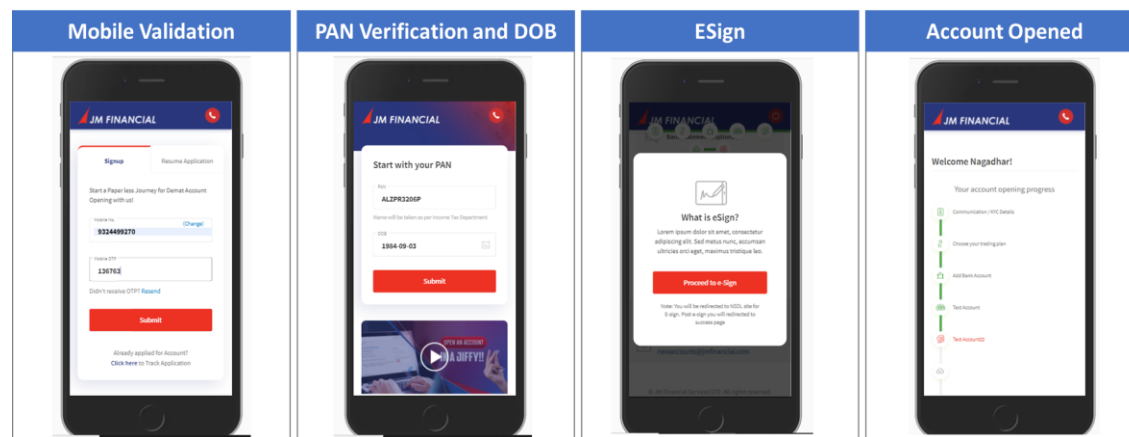 Mobile Validation
JM FINANCIAL
Signup
Resume Application
Start a Paperless Journey for Demat Account
Opening with us!
Mobile No.
9324499270
(Change)
Mobile OTP
136763
Didn't receive OTP? Resend
Submit
Already applied for Account?
Click here to Track Application
PAN Verification and DOB
JM FINANCIAL
Start with your PAN
PAN
ALZPR3206P
Name will be taken as per Income Tax Department
DOB
1984-09-03
Submit
OPEN AN ACCOUNT
IN A JIFFY!!
ESign
JM FINANCIAL
What is eSign?
Lorem ipsum dolor sit amet, consectetur
adipiscing elit. Sed metus nunc, accumsan
ultricies orci eget, maximus tristique leo.
Proceed to e-Sign
Note: You will be redirected to NSDL site for
E-sign. Post e-sign you will redirected to
success page
Account Opened
JM FINANCIAL
Welcome Nagadhar!
Your account opening progress
Communication / KYC Details
Choose your trading plan
Add Bank Account
Test Account
Test Account02